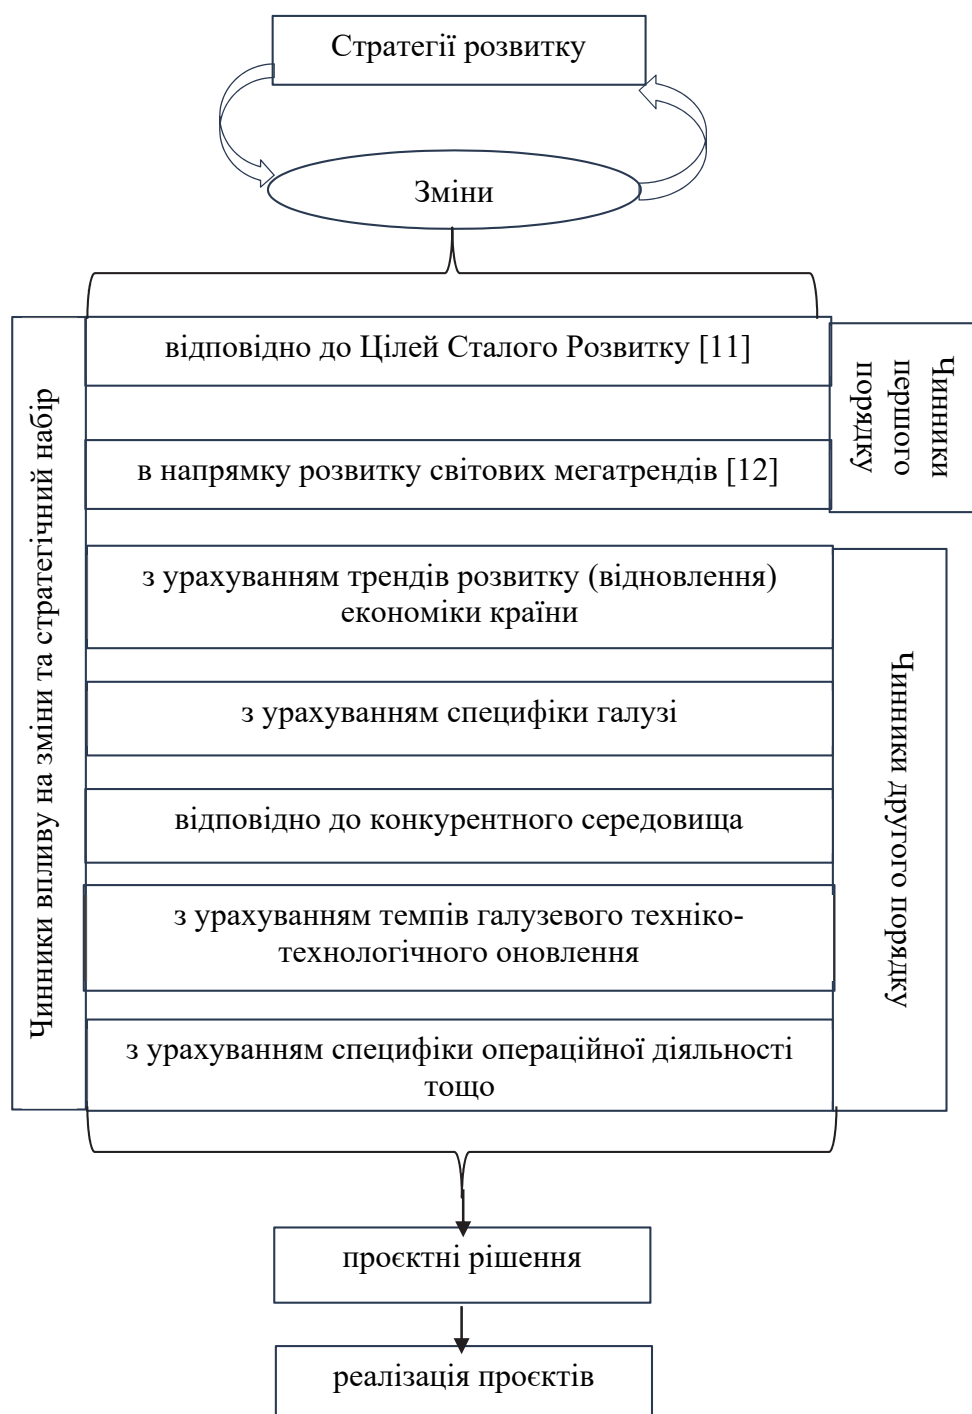 Стратегії розвитку
Зміни
Чинники впливу на зміни та стратегічний набір
відповідно до Цілей Сталого Розвитку [11]
в напрямку розвитку світових мегатрендів [12]
Чинники
першого
порядку
з урахуванням трендів розвитку (відновлення)
економіки країни
з урахуванням специфіки галузі
відповідно до конкурентного середовища
з урахуванням темпів галузевого техніко-
технологічного оновлення
з урахуванням специфіки операційної діяльності
тощо
Чинники другого порядку
проєктні рішення
реалізація проєктів